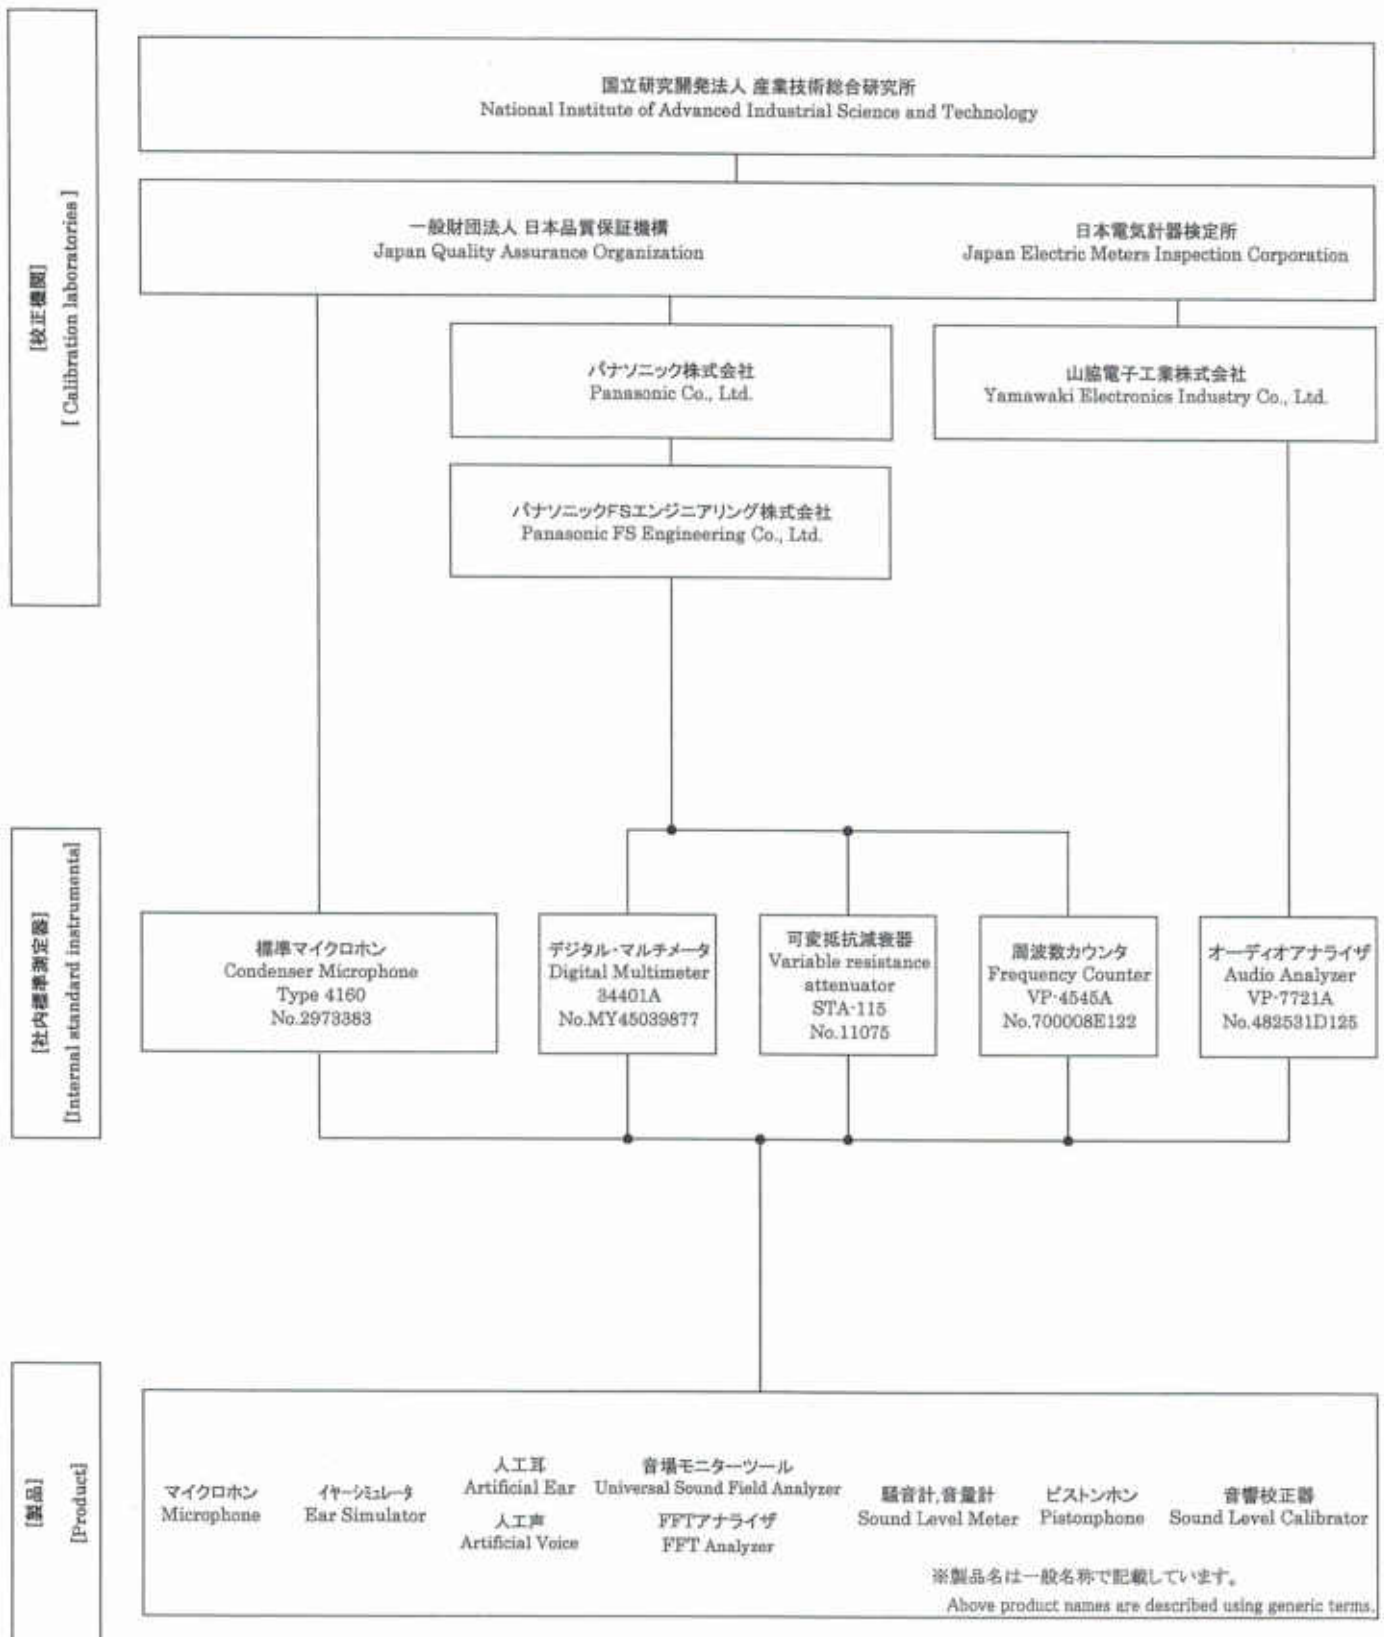 [校正機関]
[ Calibration laboratories ]
国立研究開発法人 産業技術総合研究所
National Institute of Advanced Industrial Science and Technology
一般財団法人 日本品質保証機構
Japan Quality Assurance Organization
日本電気計器検定所
Japan Electric Meters Inspection Corporation
パナソニック株式会社
Panasonic Co., Ltd.
山脇電子工業株式会社
Yamawaki Electronics Industry Co., Ltd.
パナソニックFSエンジニアリング株式会社
Panasonic FS Engineering Co., Ltd.
[社内標準測定器]
[Internal standard instruments]
標準マイクロホン
Condenser Microphone
Type 4160
No.2973383
デジタル・マルチメータ
Digital Multimeter
34401A
No.MY45039877
可変抵抗減衰器
Variable resistance
attenuator
STA-115
No.11075
周波数カウンタ
Frequency Counter
VP-4545A
No.700008E122
オーディオアナライザ
Audio Analyzer
VP-7721A
No.482531D125
[製品]
[Product]
マイクロホン
Microphone
イヤーシミュレータ
Ear Simulator
人工耳
Artificial Ear
人工声
Artificial Voice
音場モニターツール
Universal Sound Field Analyzer
FFTアナライザ
FFT Analyzer
騒音計,音量計
Sound Level Meter
ピストンホン
Pistonphone
音響校正器
Sound Level Calibrator
※製品名は一般名称で記載しています。
Above product names are described using generic terms.